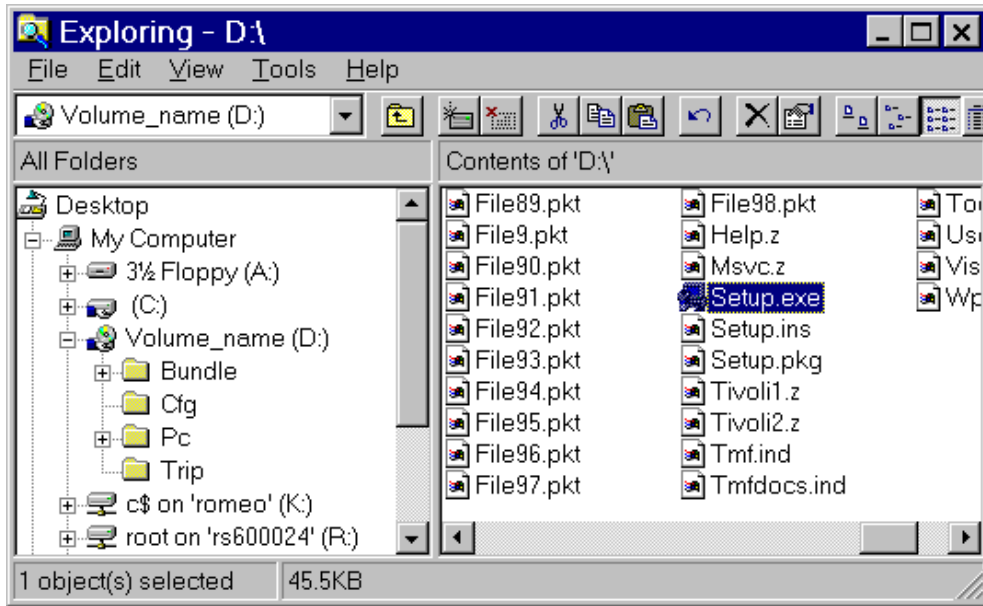 Exploring - D:\
File Edit View Tools Help
Volume_name (D:)
All Folders
Contents of 'D:\'
Desktop
My Computer
3½ Floppy (A:)
(C:)
Volume_name (D:)
Bundle
Cfg
Pc
Trip
c$ on 'romeo' (K:)
root on 'rs600024' (R:)
File89.pkt
File9.pkt
File90.pkt
File91.pkt
File92.pkt
File93.pkt
File94.pkt
File95.pkt
File96.pkt
File97.pkt
File98.pkt
Help.z
Msvc.z
Setup.exe
Setup.ins
Setup.pkg
Tivoli1.z
Tivoli2.z
Tmf.ind
Tmfdocs.ind
1 object(s) selected 45.5KB